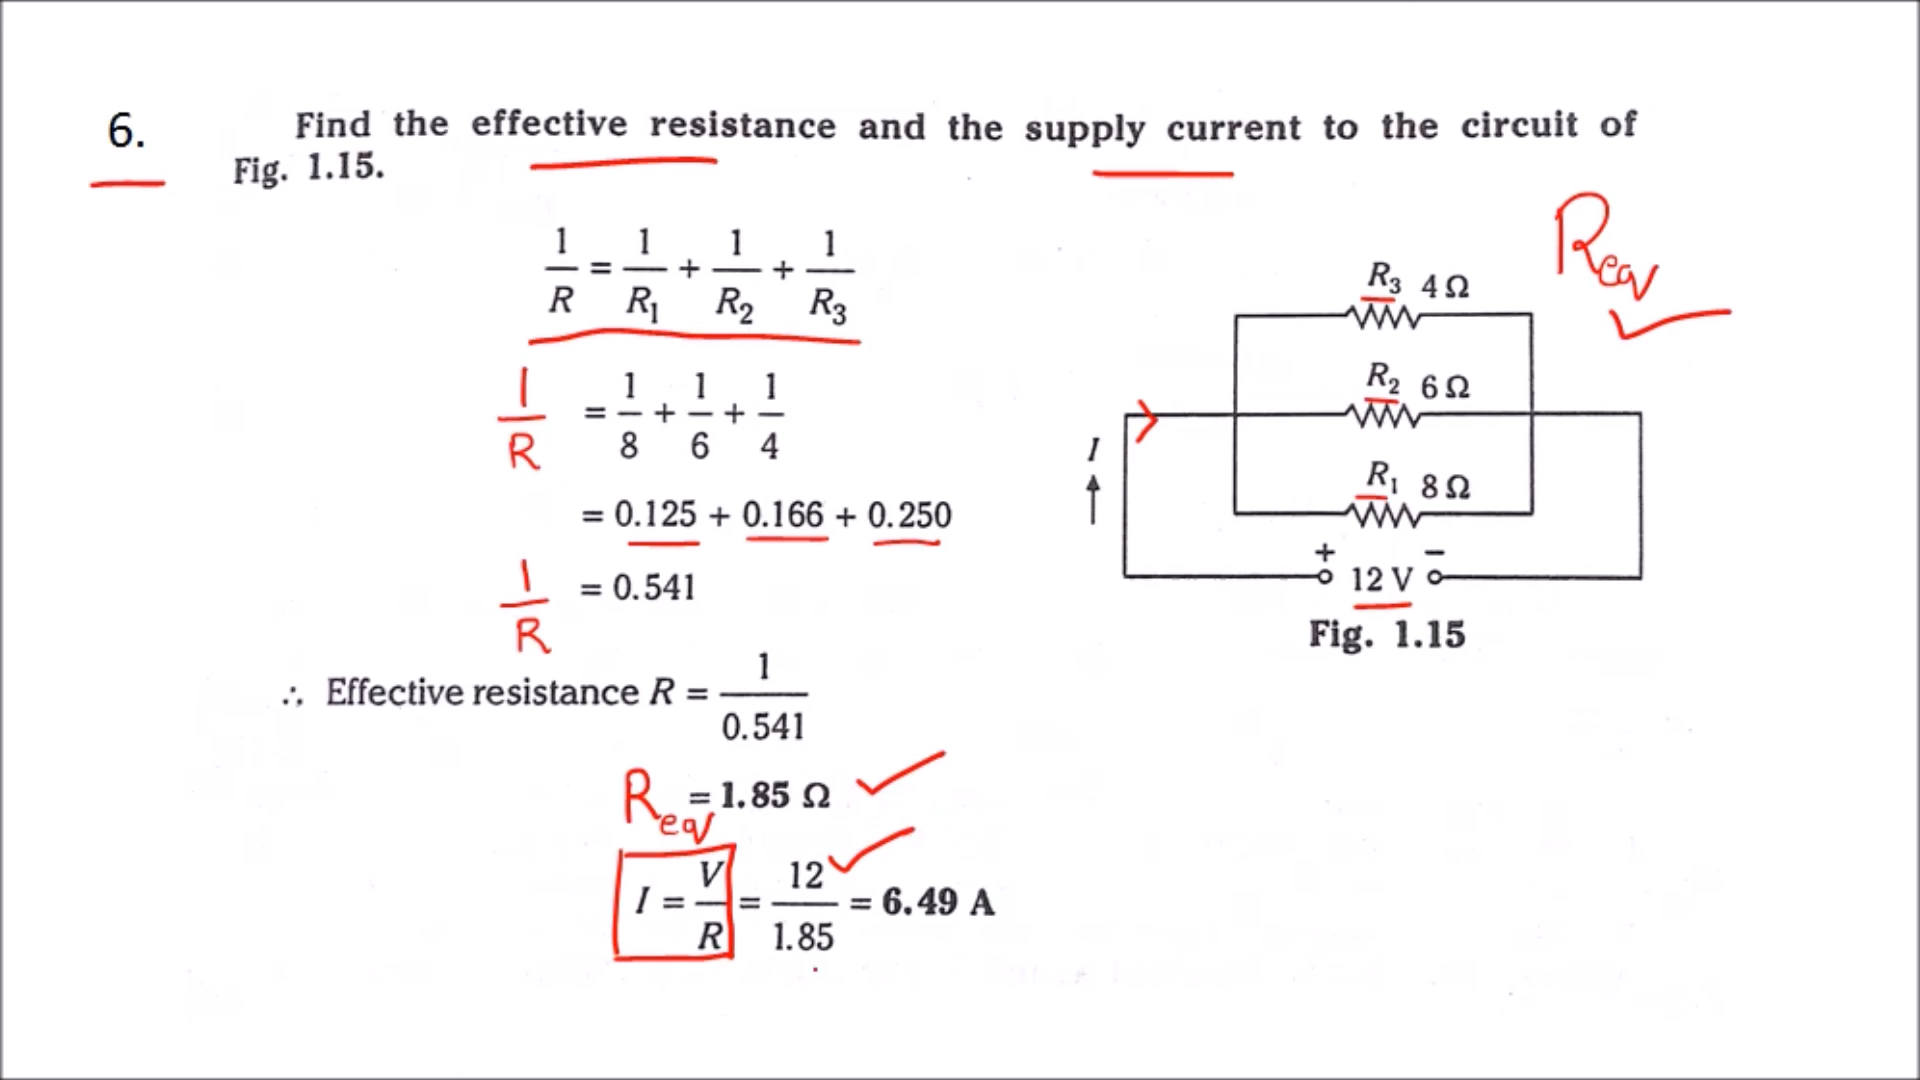 6. Find the effective resistance and the supply current to the circuit of
Fig. 1.15.
1/R = 1/R₁ + 1/R₂ + 1/R₃
1/R = 1/8 + 1/6 + 1/4
= 0.125 + 0.166 + 0.250
1/R = 0.541
∴ Effective resistance R = 1/0.541
Req = 1.85 Ω
I = V/R = 12/1.85 = 6.49 A
Req
R₃ 4 Ω
R₂ 6 Ω
I
R₁ 8 Ω
+ −
12 V
Fig. 1.15